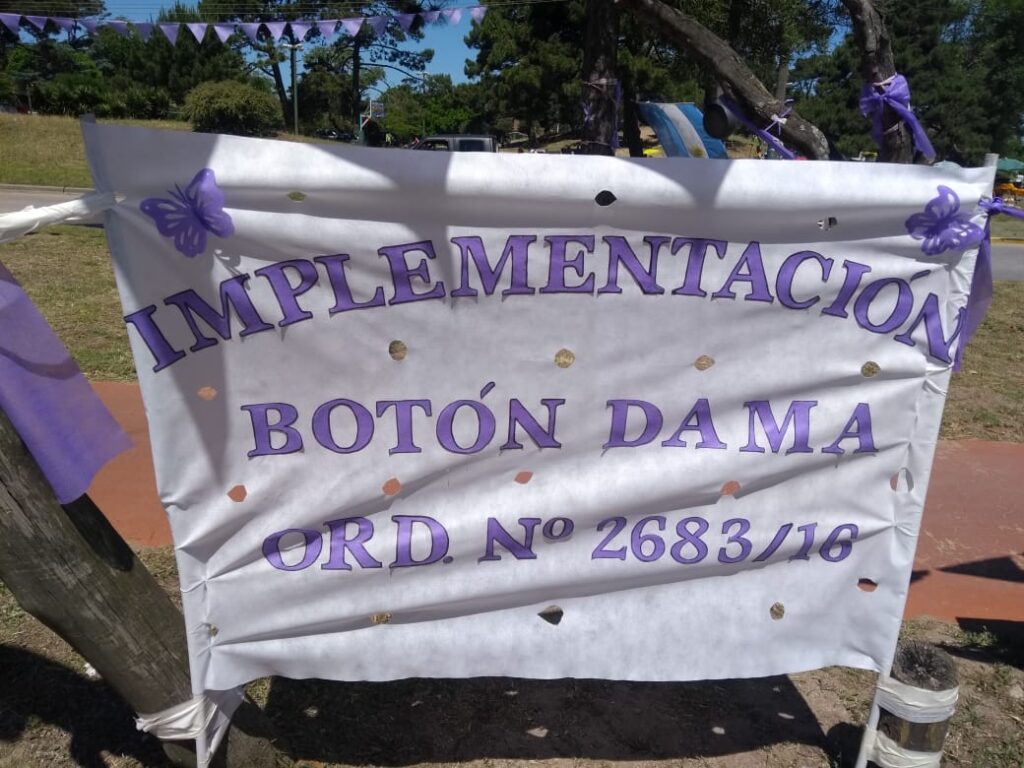 IMPLEMENTACIÓN
BOTÓN DAMA
ORD. Nº 2683/16